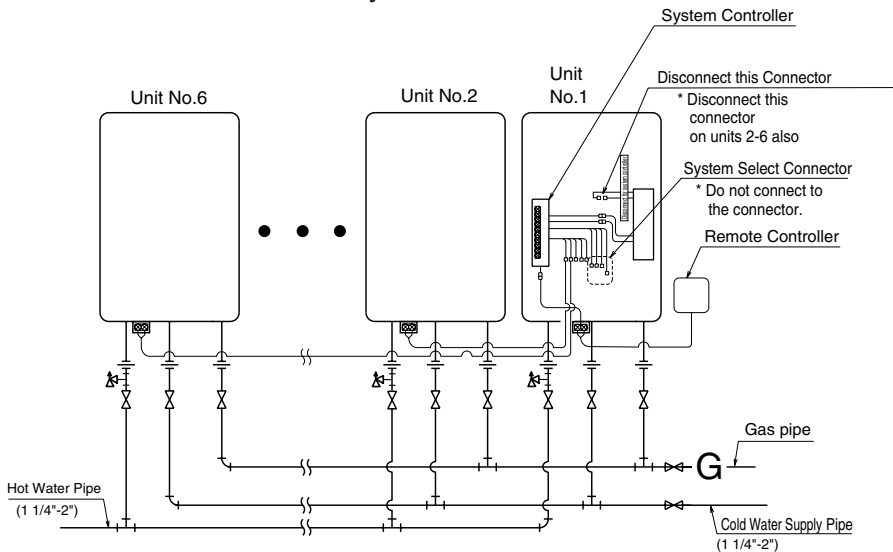 System Controller
Unit No.6
Unit No.2
Unit
No.1
Disconnect this Connector
* Disconnect this
connector
on units 2-6 also
System Select Connector
* Do not connect to
the connector.
Remote Controller
Gas pipe
G
Hot Water Pipe
(1 1/4"-2")
Cold Water Supply Pipe
(1 1/4"-2")